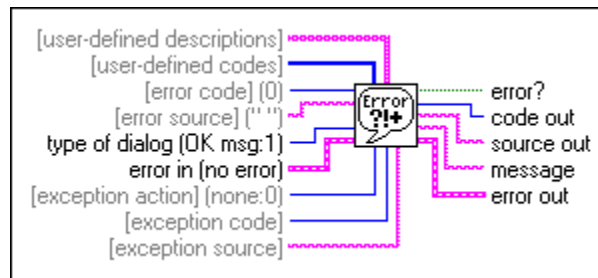 [user-defined descriptions]
[user-defined codes]
[error code] (0)
[error source] (" ")
type of dialog (OK msg:1)
error in (no error)
[exception action] (none:0)
[exception code]
[exception source]
Error
?!+
error?
code out
source out
message
error out